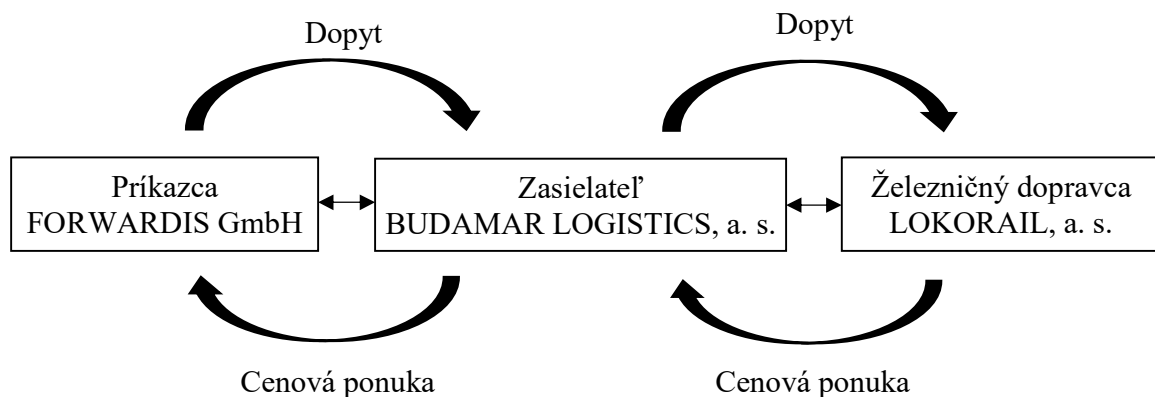 Dopyt
Dopyt
Príkazca
FORWARDIS GmbH
Zasielateľ
BUDAMAR LOGISTICS, a. s.
Železničný dopravca
LOKORAIL, a. s.
Cenová ponuka
Cenová ponuka